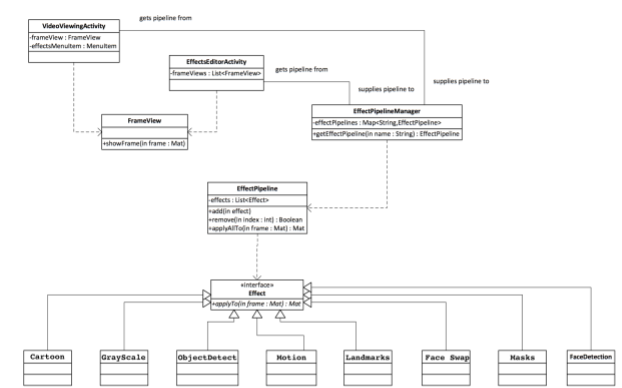 gets pipeline from
VideoViewingActivity
-frameView : FrameView
-effectsMenuItem : MenuItem
EffectsEditorActivity
-frameViews : List<FrameView>
gets pipeline from
supplies pipeline to
supplies pipeline to
EffectPipelineManager
-effectPipelines : Map<String,EffectPipeline>
+getEffectPipeline(in name : String) : EffectPipeline
FrameView
+showFrame(in frame : Mat)
EffectPipeline
-effects : List<Effect>
+add(in effect)
+remove(in index : Int) : Boolean
+applyAllTo(in frame : Mat) : Mat
«interface»
Effect
+applyTo(in frame : Mat) : Mat
Cartoon
GrayScale
ObjectDetect
Motion
Landmarks
Face Swap
Masks
FaceDetection